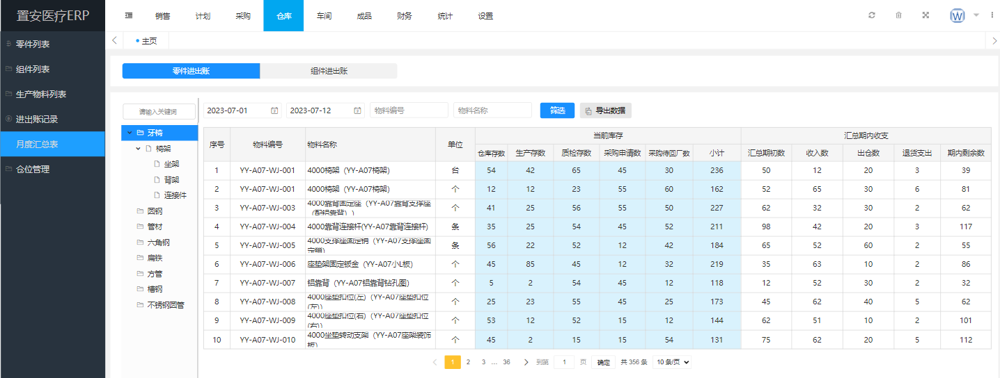 置安医疗ERP
销售 计划 采购 仓库 车间 成品 财务 统计 设置
零件列表
组件列表
生产物料列表
进出账记录
月度汇总表
仓位管理
主页
零件进出账 组件进出账
请输入关键词
牙椅
椅架
坐架
背架
连接件
圆钢
管材
六角钢
扁铁
方管
槽钢
不锈钢圆管
2023-07-01 2023-07-12 物料编号 物料名称 筛选 导出数据
序号 物料编号 物料名称 单位 当前库存 汇总期内收支
仓库存数 生产存数 质检存数 采购申请数 采购待回厂数 小计 汇总期初数 收入数 出仓数 退货支出 期内剩余数
1 YY-A07-WJ-001 4000椅架（YY-A07椅架) 台 54 42 65 45 30 236 50 12 20 3 39
2 YY-A07-WJ-001 4000椅架（YY-A07椅架) 个 12 12 23 55 60 162 52 65 30 6 81
3 YY-A07-WJ-003 4000靠背固定座（YY-A07靠背支撑座（配铝靠背）) 个 41 25 56 55 50 227 62 32 30 2 62
4 YY-A07-WJ-004 4000靠背连接杆(YY-A07靠背连接杆) 条 35 25 54 45 52 211 98 42 20 3 117
5 YY-A07-WJ-005 4000支撑座固定销（YY-A07支撑座固定销) 条 56 22 52 12 42 184 65 52 60 2 55
6 YY-A07-WJ-006 座垫架固定钣金（YY-A07小L板) 个 45 85 45 12 32 219 35 63 10 2 86
7 YY-A07-WJ-007 铝靠背（YY-A07铝靠背钻孔图) 个 5 2 54 45 12 118 12 52 30 2 32
8 YY-A07-WJ-008 4000座垫扣位(左)（YY-A07座垫扣位(左)) 个 25 23 55 45 25 173 45 62 40 5 62
9 YY-A07-WJ-009 4000座垫扣位(右)（YY-A07座垫扣位(右)) 个 53 12 52 15 12 144 62 51 10 2 101
10 YY-A07-WJ-010 4000坐垫转动支架（YY-A07座架装饰板) 个 45 2 15 15 54 131 75 62 20 5 112
1 2 3 ... 36 到第 1 页 确定 共 356 条 10 条/页